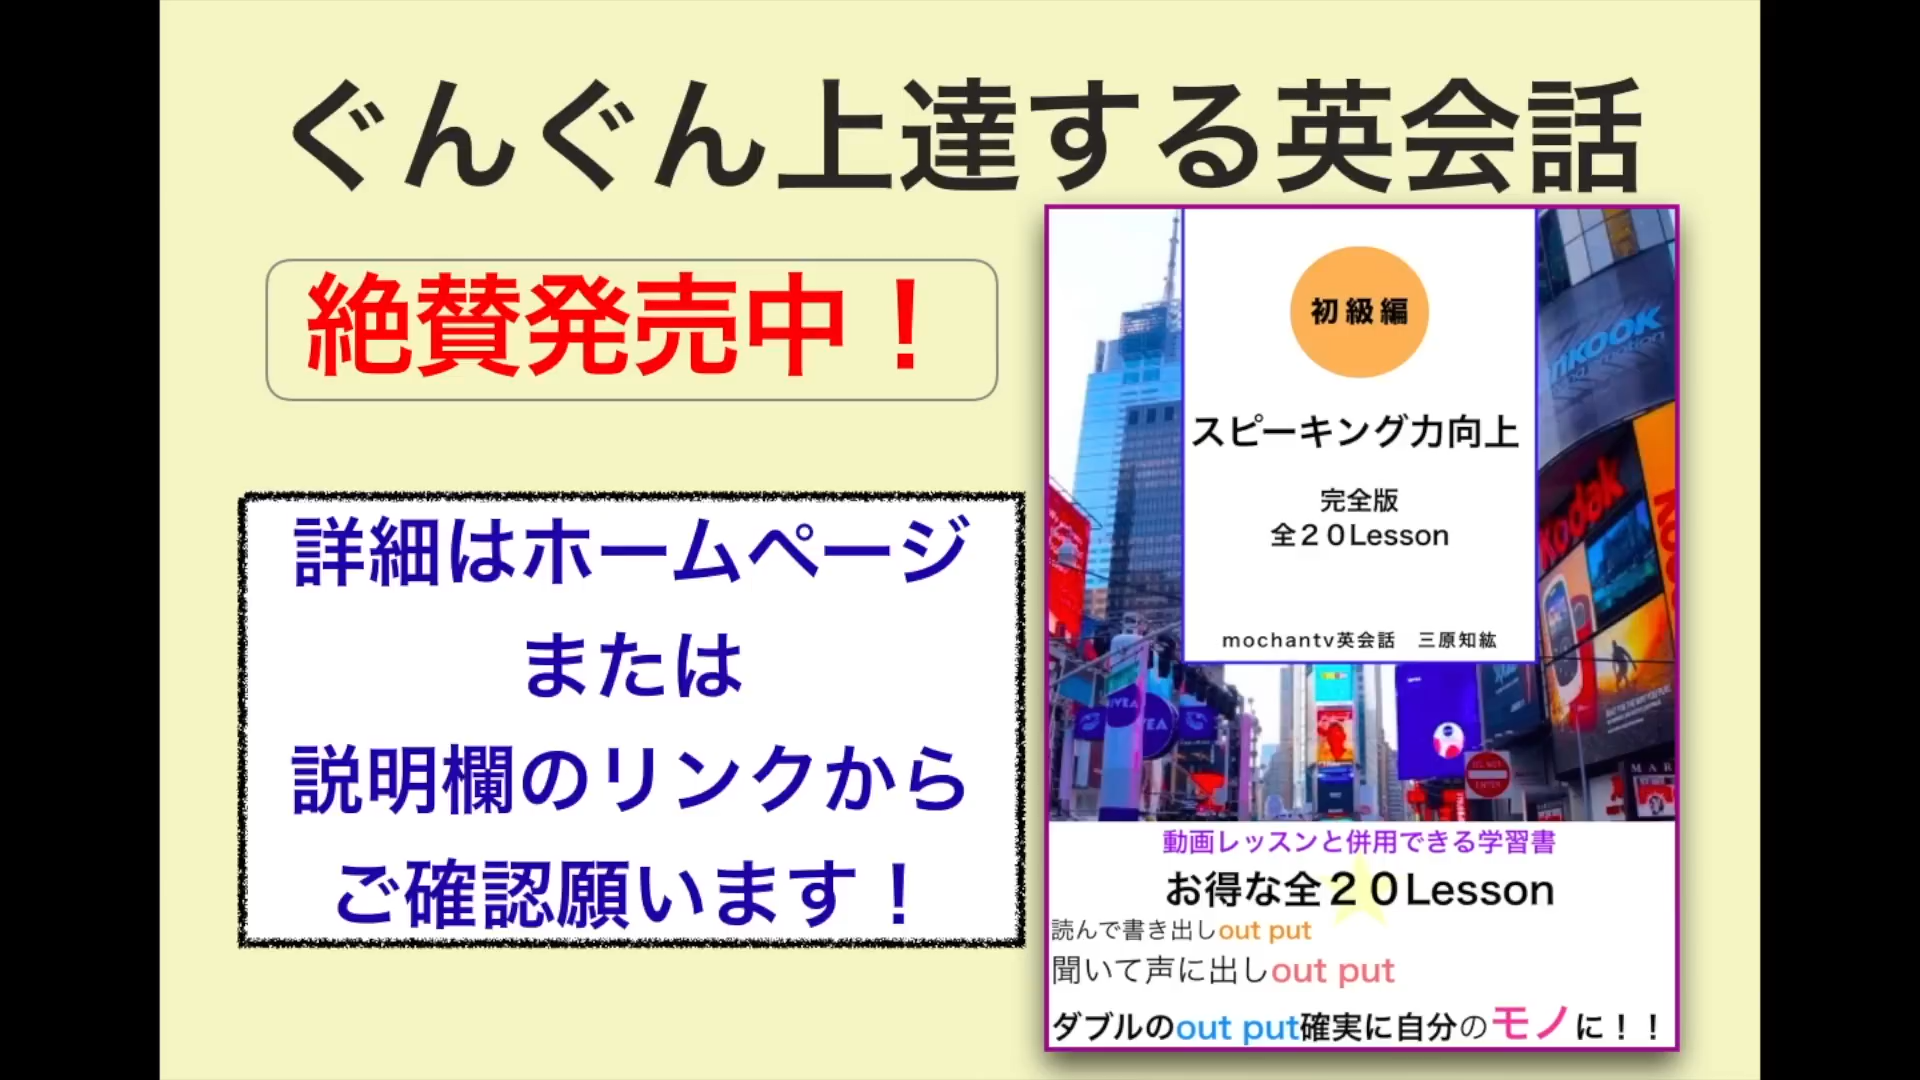 ぐんぐん上達する英会話
絶賛発売中！
詳細はホームページ
または
説明欄のリンクから
ご確認願います！
初級編
スピーキング力向上
完全版
全２０Lesson
mochantv英会話　三原知紘
Kodak
NIVEA
動画レッスンと併用できる学習書
お得な全２０Lesson
読んで書き出しout put
聞いて声に出しout put
ダブルのout put確実に自分のモノに！！